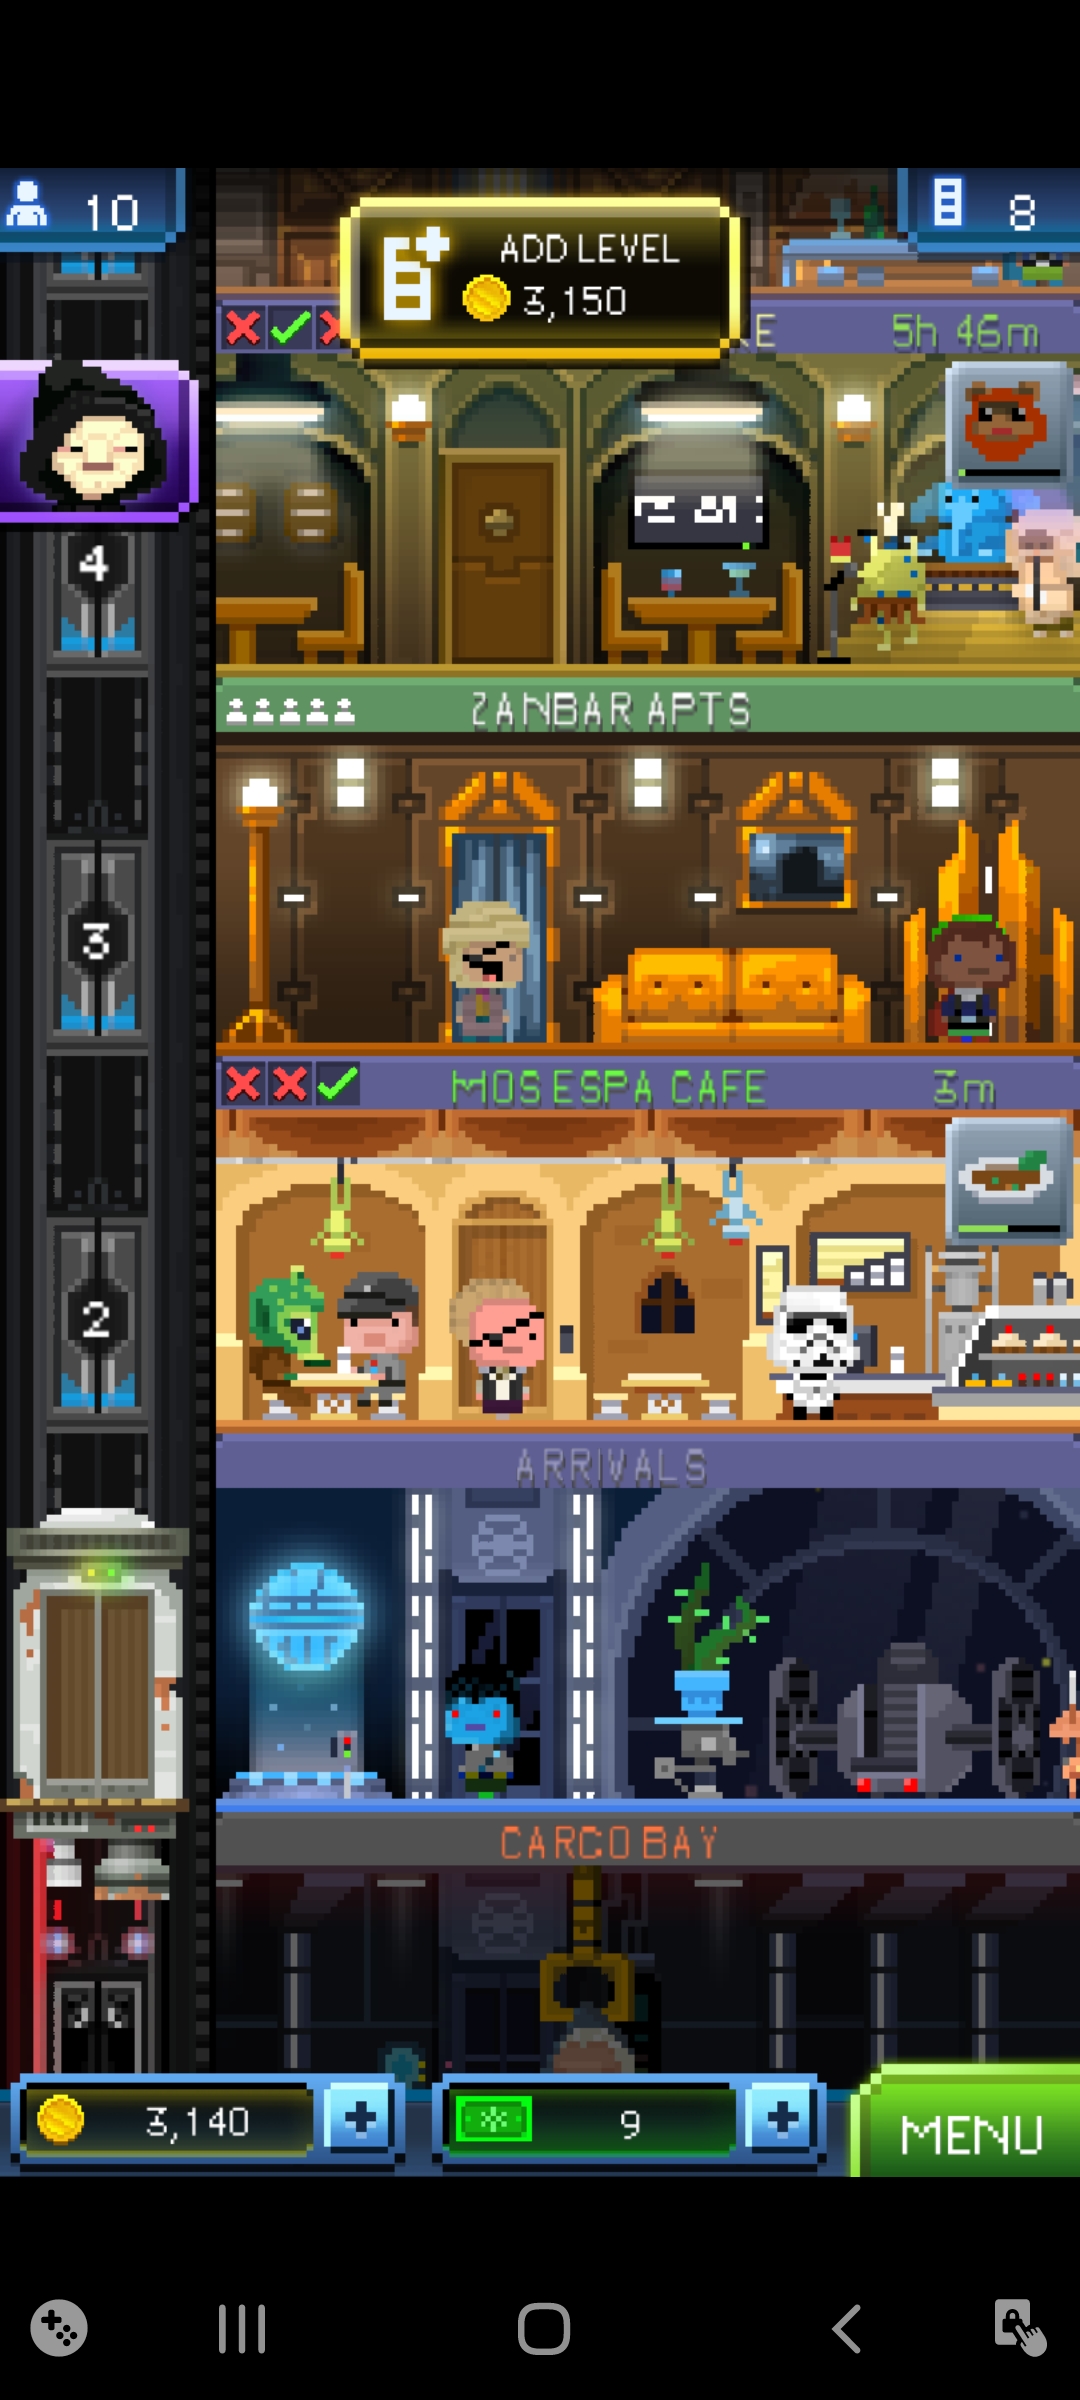 10
ADD LEVEL
3,150
8
KE
5h 46m
4
ZANBAR APTS
3
MOS ESPA CAFE
3m
2
ARRIVALS
CARGO BAY
3,140
9
MENU